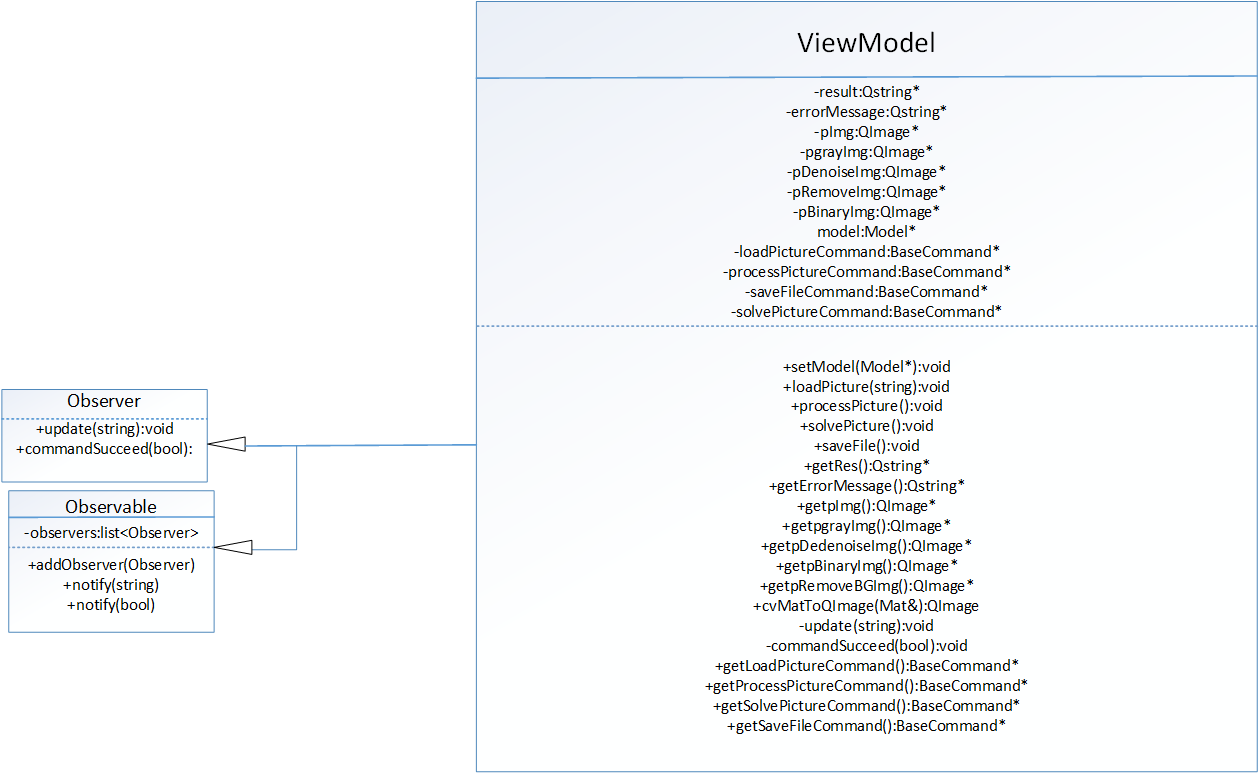 ViewModel
-result:Qstring*
-errorMessage:Qstring*
-pImg:QImage*
-pgrayImg:QImage*
-pDenoiseImg:QImage*
-pRemoveImg:QImage*
-pBinaryImg:QImage*
model:Model*
-loadPictureCommand:BaseCommand*
-processPictureCommand:BaseCommand*
-saveFileCommand:BaseCommand*
-solvePictureCommand:BaseCommand*
+setModel(Model*):void
+loadPicture(string):void
+processPicture():void
+solvePicture():void
+saveFile():void
+getRes():Qstring*
+getErrorMessage():Qstring*
+getpImg():QImage*
+getpgrayImg():QImage*
+getpDedenoiseImg():QImage*
+getpBinaryImg():QImage*
+getpRemoveBGImg():QImage*
+cvMatToQImage(Mat&):QImage
-update(string):void
-commandSucceed(bool):void
+getLoadPictureCommand():BaseCommand*
+getProcessPictureCommand():BaseCommand*
+getSolvePictureCommand():BaseCommand*
+getSaveFileCommand():BaseCommand*
Observer
+update(string):void
+commandSucceed(bool):
Observable
-observers:list<Observer>
+addObserver(Observer)
+notify(string)
+notify(bool)